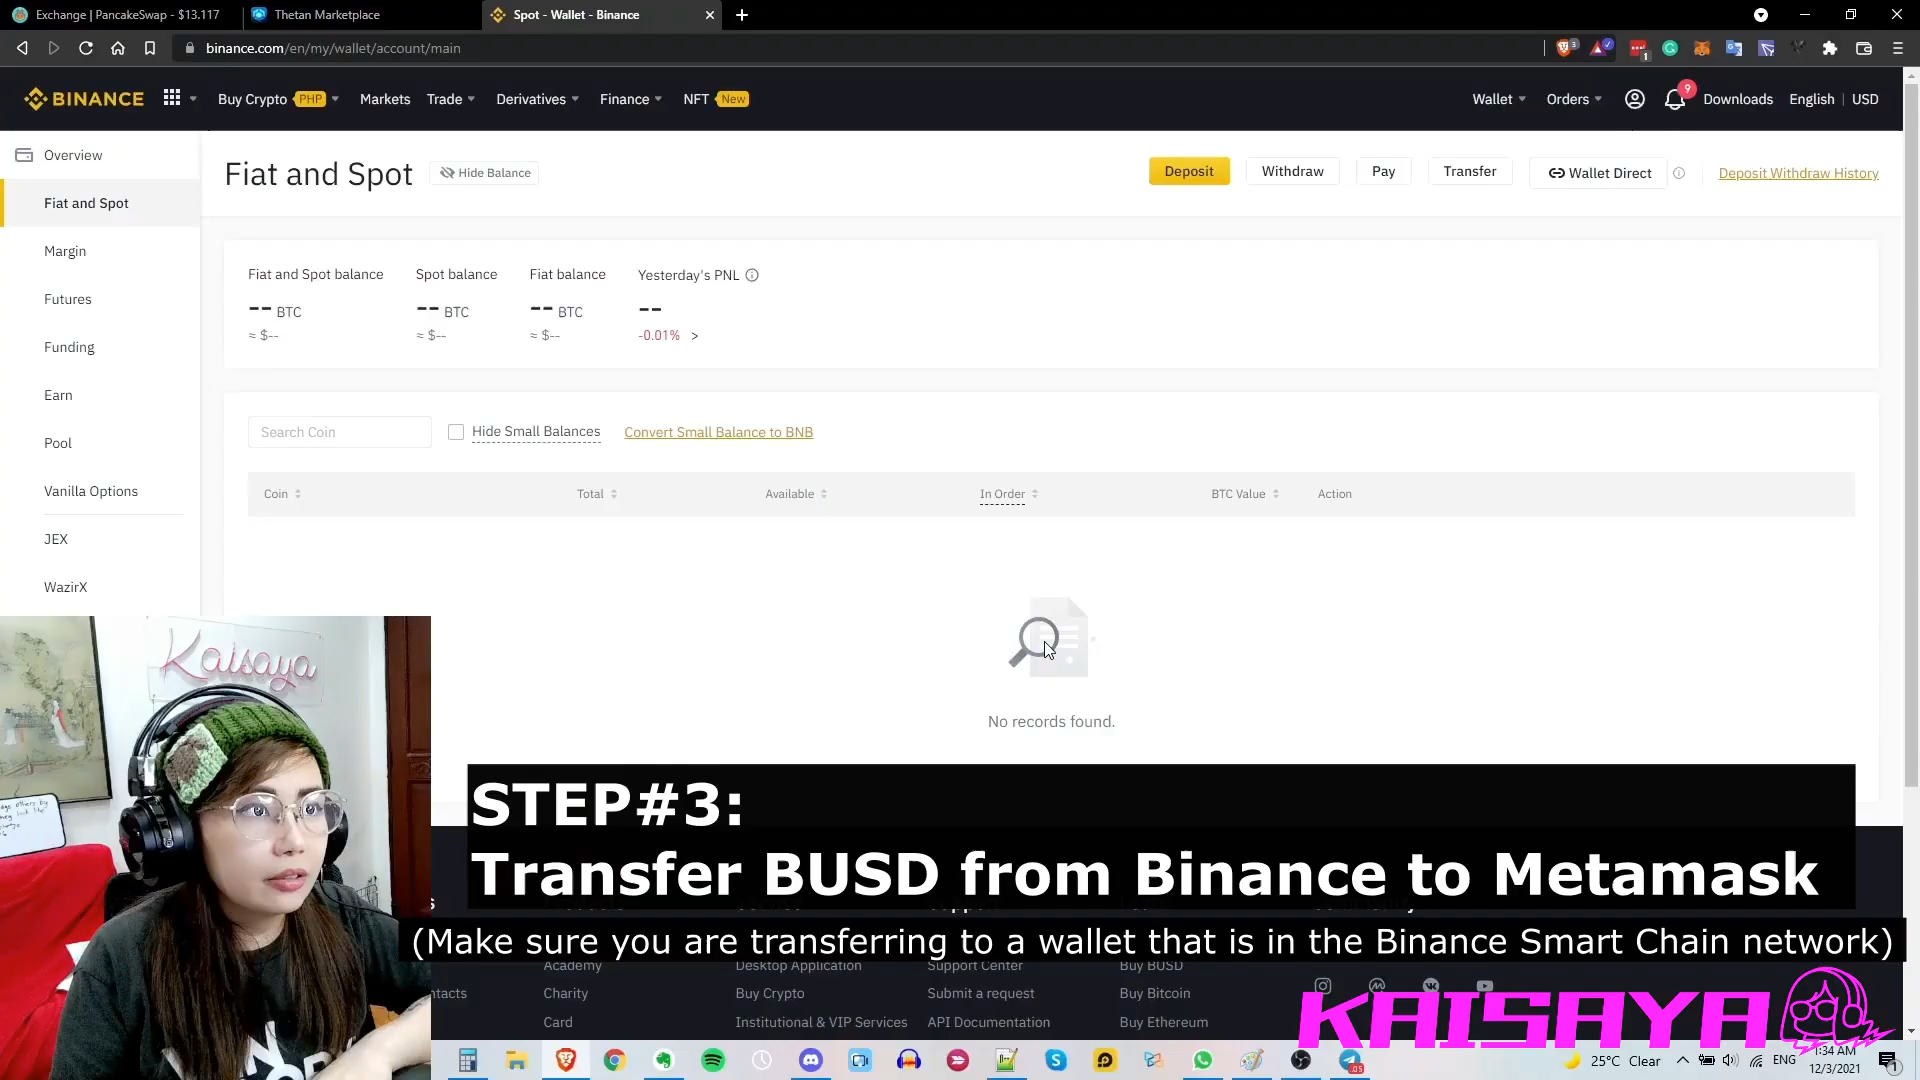 Exchange | PancakeSwap - $13.117
Thetan Marketplace
Spot - Wallet - Binance
binance.com/en/my/wallet/account/main
BINANCE
Buy Crypto PHP
Markets
Trade
Derivatives
Finance
NFT New
Wallet
Orders
9
Downloads
English | USD
Overview
Fiat and Spot
Margin
Futures
Funding
Earn
Pool
Vanilla Options
JEX
WazirX
Fiat and Spot
Hide Balance
Deposit
Withdraw
Pay
Transfer
Wallet Direct
Deposit Withdraw History
Fiat and Spot balance
-- BTC
≈ $--
Spot balance
-- BTC
≈ $--
Fiat balance
-- BTC
≈ $--
Yesterday's PNL
--
-0.01% >
Search Coin
Hide Small Balances
Convert Small Balance to BNB
Coin
Total
Available
In Order
BTC Value
Action
No records found.
Kaisaya
STEP#3:
Transfer BUSD from Binance to Metamask
(Make sure you are transferring to a wallet that is in the Binance Smart Chain network)
Academy
Desktop Application
Support Center
Buy BUSD
Charity
Buy Crypto
Submit a request
Buy Bitcoin
Card
Institutional & VIP Services
API Documentation
Buy Ethereum
KAISAYA
25°C Clear
ENG
1:34 AM
12/3/2021